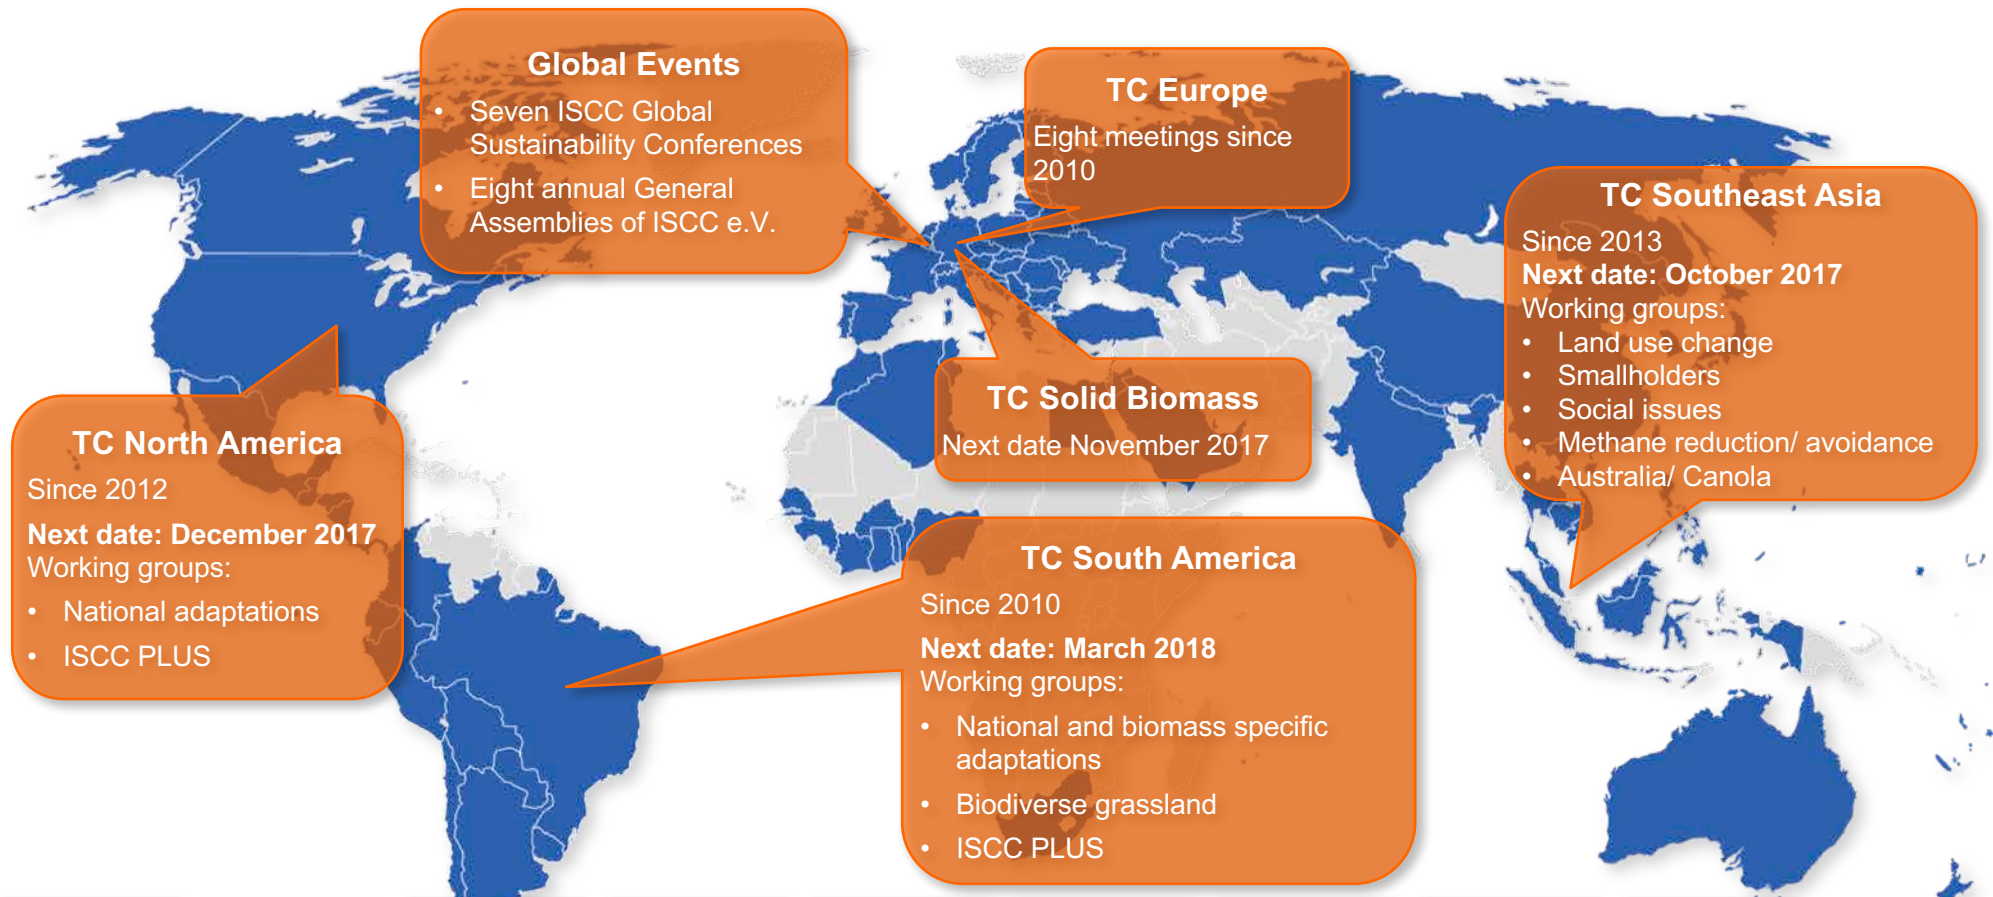 Global Events
• Seven ISCC Global
Sustainability Conferences
• Eight annual General
Assemblies of ISCC e.V.
TC Europe
Eight meetings since
2010
TC Southeast Asia
Since 2013
Next date: October 2017
Working groups:
• Land use change
• Smallholders
• Social issues
• Methane reduction/ avoidance
• Australia/ Canola
TC Solid Biomass
Next date November 2017
TC North America
Since 2012
Next date: December 2017
Working groups:
• National adaptations
• ISCC PLUS
TC South America
Since 2010
Next date: March 2018
Working groups:
• National and biomass specific
adaptations
• Biodiverse grassland
• ISCC PLUS